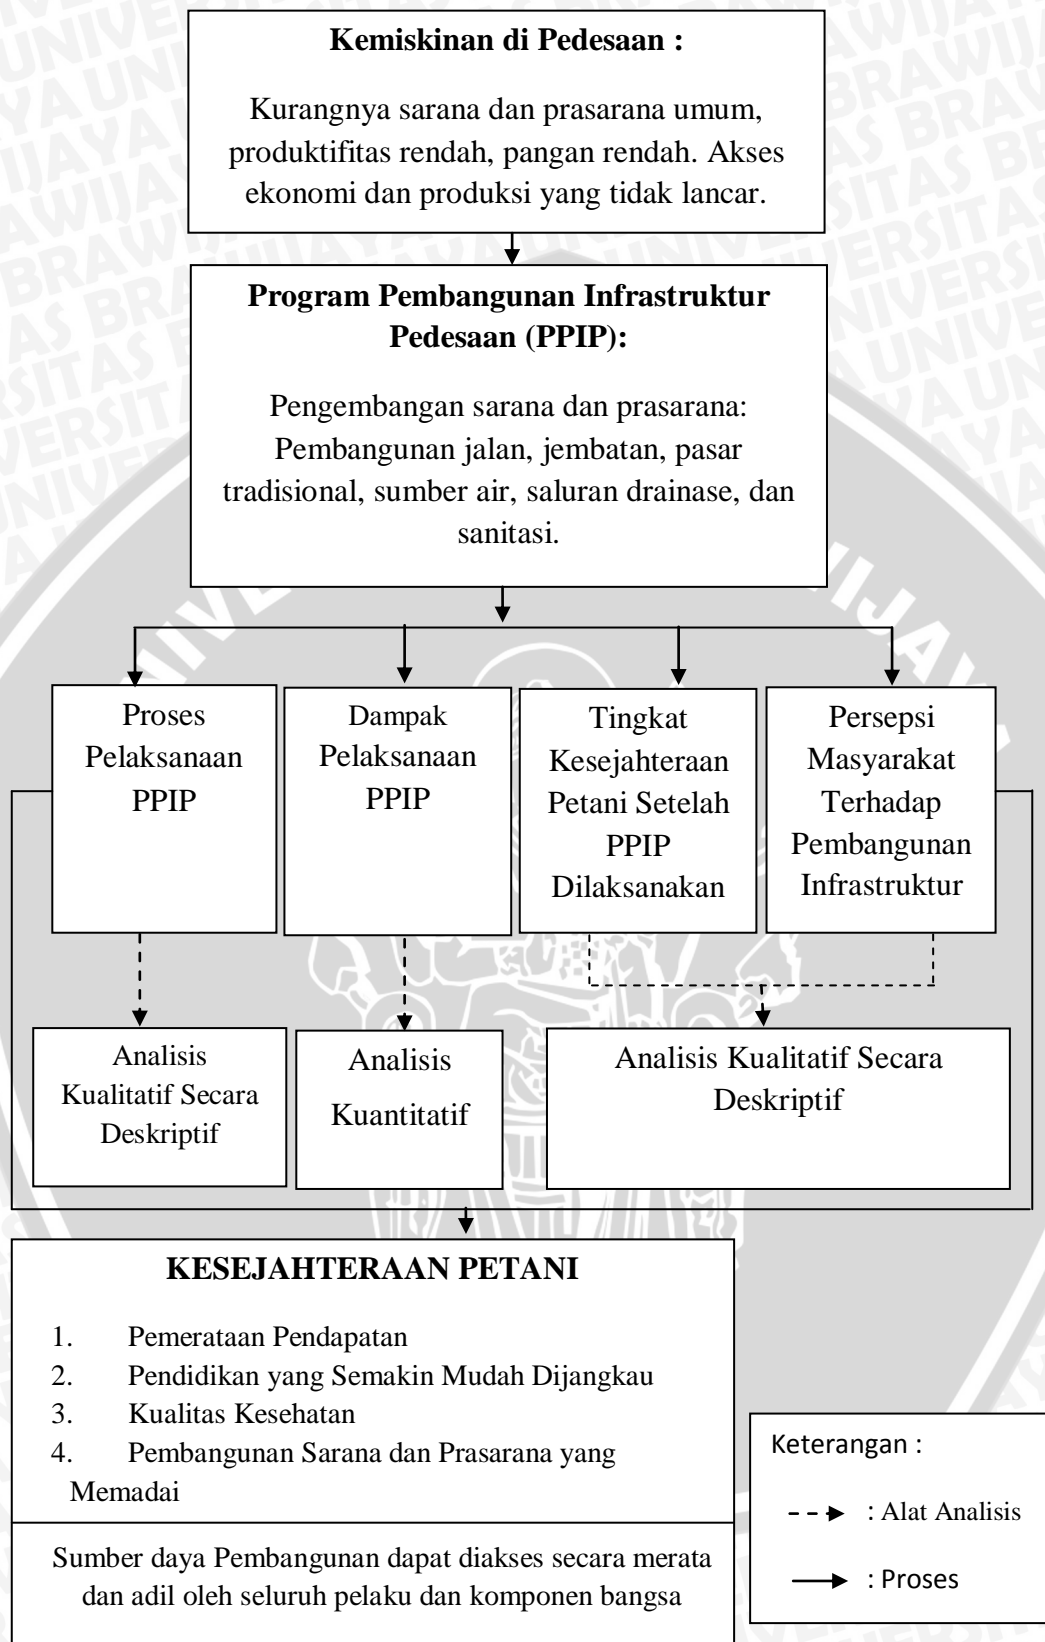 Kemiskinan di Pedesaan :
Kurangnya sarana dan prasarana umum,
produktifitas rendah, pangan rendah. Akses
ekonomi dan produksi yang tidak lancar.
Program Pembangunan Infrastruktur
Pedesaan (PPIP):
Pengembangan sarana dan prasarana:
Pembangunan jalan, jembatan, pasar
tradisional, sumber air, saluran drainase, dan
sanitasi.
Proses
Pelaksanaan
PPIP
Dampak
Pelaksanaan
PPIP
Tingkat
Kesejahteraan
Petani Setelah
PPIP
Dilaksanakan
Persepsi
Masyarakat
Terhadap
Pembangunan
Infrastruktur
Analisis
Kualitatif Secara
Deskriptif
Analisis
Kuantitatif
Analisis Kualitatif Secara
Deskriptif
KESEJAHTERAAN PETANI
1. Pemerataan Pendapatan
2. Pendidikan yang Semakin Mudah Dijangkau
3. Kualitas Kesehatan
4. Pembangunan Sarana dan Prasarana yang
Memadai
Sumber daya Pembangunan dapat diakses secara merata
dan adil oleh seluruh pelaku dan komponen bangsa
Keterangan :
: Alat Analisis
: Proses